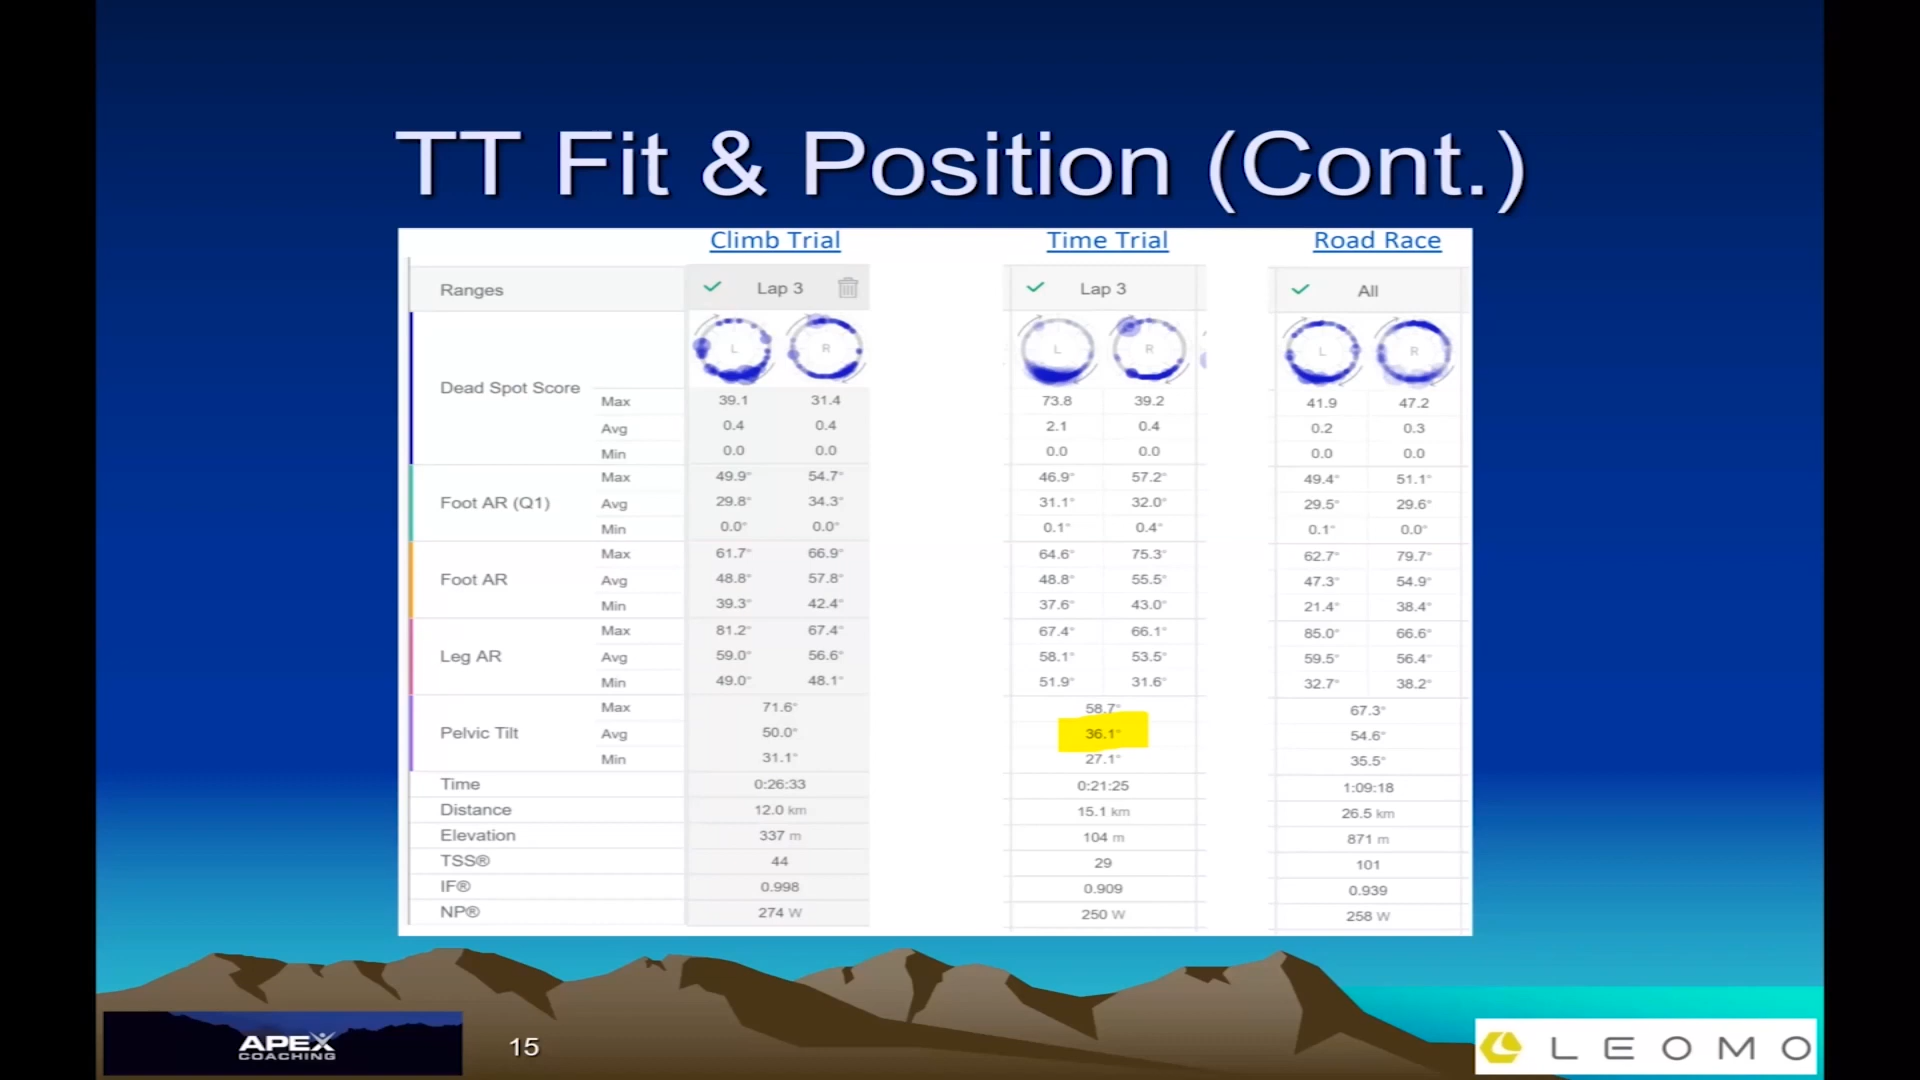 TT Fit & Position (Cont.)
Climb Trial Time Trial Road Race
Ranges Lap 3 Lap 3 All
L R L R L R
Dead Spot Score
Max 39.1 31.4 73.8 39.2 41.9 47.2
Avg 0.4 0.4 2.1 0.4 0.2 0.3
Min 0.0 0.0 0.0 0.0 0.0 0.0
Foot AR (Q1)
Max 49.9° 54.7° 46.9° 57.2° 49.4° 51.1°
Avg 29.8° 34.3° 31.1° 32.0° 29.5° 29.6°
Min 0.0° 0.0° 0.1° 0.4° 0.1° 0.0°
Foot AR
Max 61.7° 66.9° 64.6° 75.3° 62.7° 79.7°
Avg 48.8° 57.8° 48.8° 55.5° 47.3° 54.9°
Min 39.3° 42.4° 37.6° 43.0° 21.4° 38.4°
Leg AR
Max 81.2° 67.4° 67.4° 66.1° 85.0° 66.6°
Avg 59.0° 56.6° 58.1° 53.5° 59.5° 56.4°
Min 49.0° 48.1° 51.9° 31.6° 32.7° 38.2°
Pelvic Tilt
Max 71.6° 58.7° 67.3°
Avg 50.0° 36.1° 54.6°
Min 31.1° 27.1° 35.5°
Time 0:26:33 0:21:25 1:09:18
Distance 12.0 km 15.1 km 26.5 km
Elevation 337 m 104 m 871 m
TSS® 44 29 101
IF® 0.998 0.909 0.939
NP® 274 W 250 W 258 W
APEX
COACHING
15
LEOMO